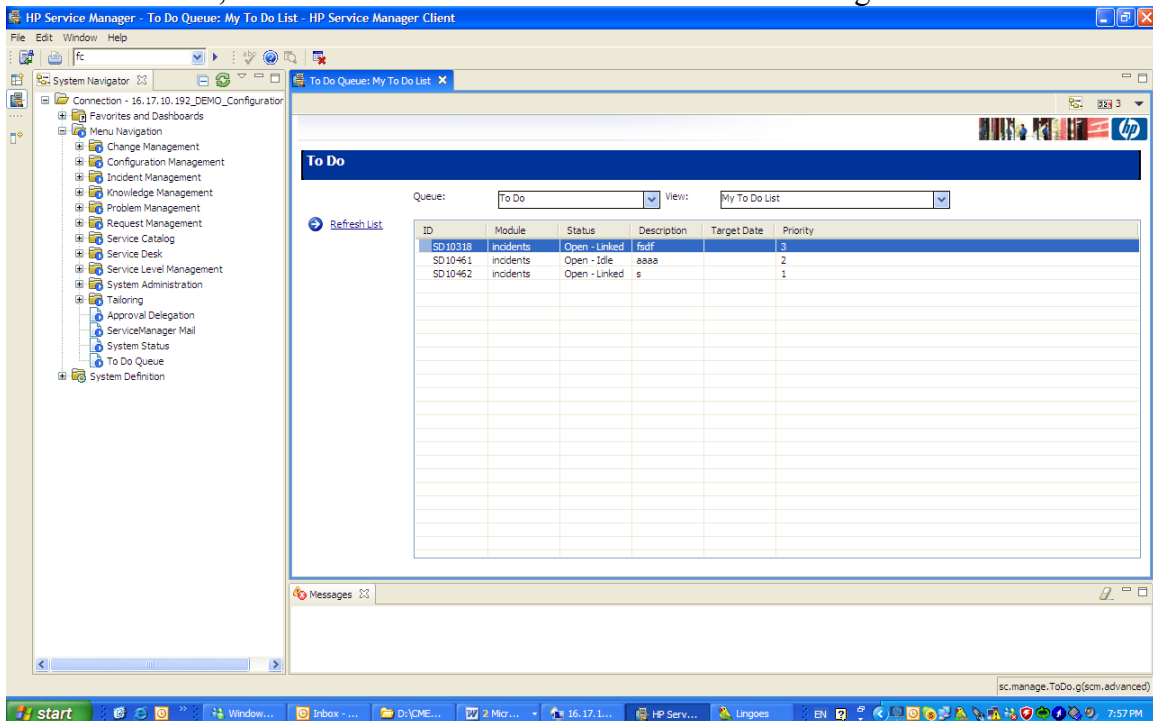 HP Service Manager - To Do Queue: My To Do List - HP Service Manager Client
File Edit Window Help
fc
System Navigator
To Do Queue: My To Do List
Connection - 16.17.10.192_DEMO_Configuration
Favorites and Dashboards
Menu Navigation
Change Management
Configuration Management
Incident Management
Knowledge Management
Problem Management
Request Management
Service Catalog
Service Desk
Service Level Management
System Administration
Tailoring
Approval Delegation
ServiceManager Mail
System Status
To Do Queue
System Definition
3
hp
To Do
Queue: To Do View: My To Do List
Refresh List
ID Module Status Description Target Date Priority
SD10318 incidents Open - Linked fsdf 3
SD10461 incidents Open - Idle aaaa 2
SD10462 incidents Open - Linked s 1
Messages
sc.manage.ToDo.g(scm.advanced)
start Window... Inbox - ... D:\CME... 2 Micr... 16.17.1... HP Serv... Lingoes EN 7:57 PM